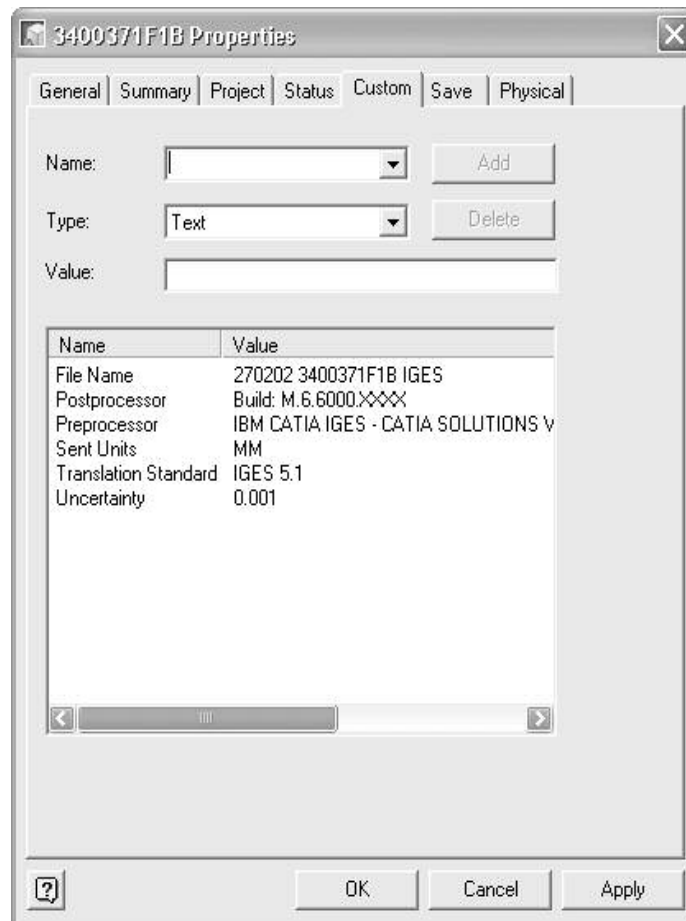 3400371F1B Properties
General Summary Project Status Custom Save Physical
Name: Add
Type: Text Delete
Value:
Name Value
File Name 270202 3400371F1B IGES
Postprocessor Build: M.6.6000.XXXX
Preprocessor IBM CATIA IGES - CATIA SOLUTIONS V
Sent Units MM
Translation Standard IGES 5.1
Uncertainty 0.001
OK Cancel Apply